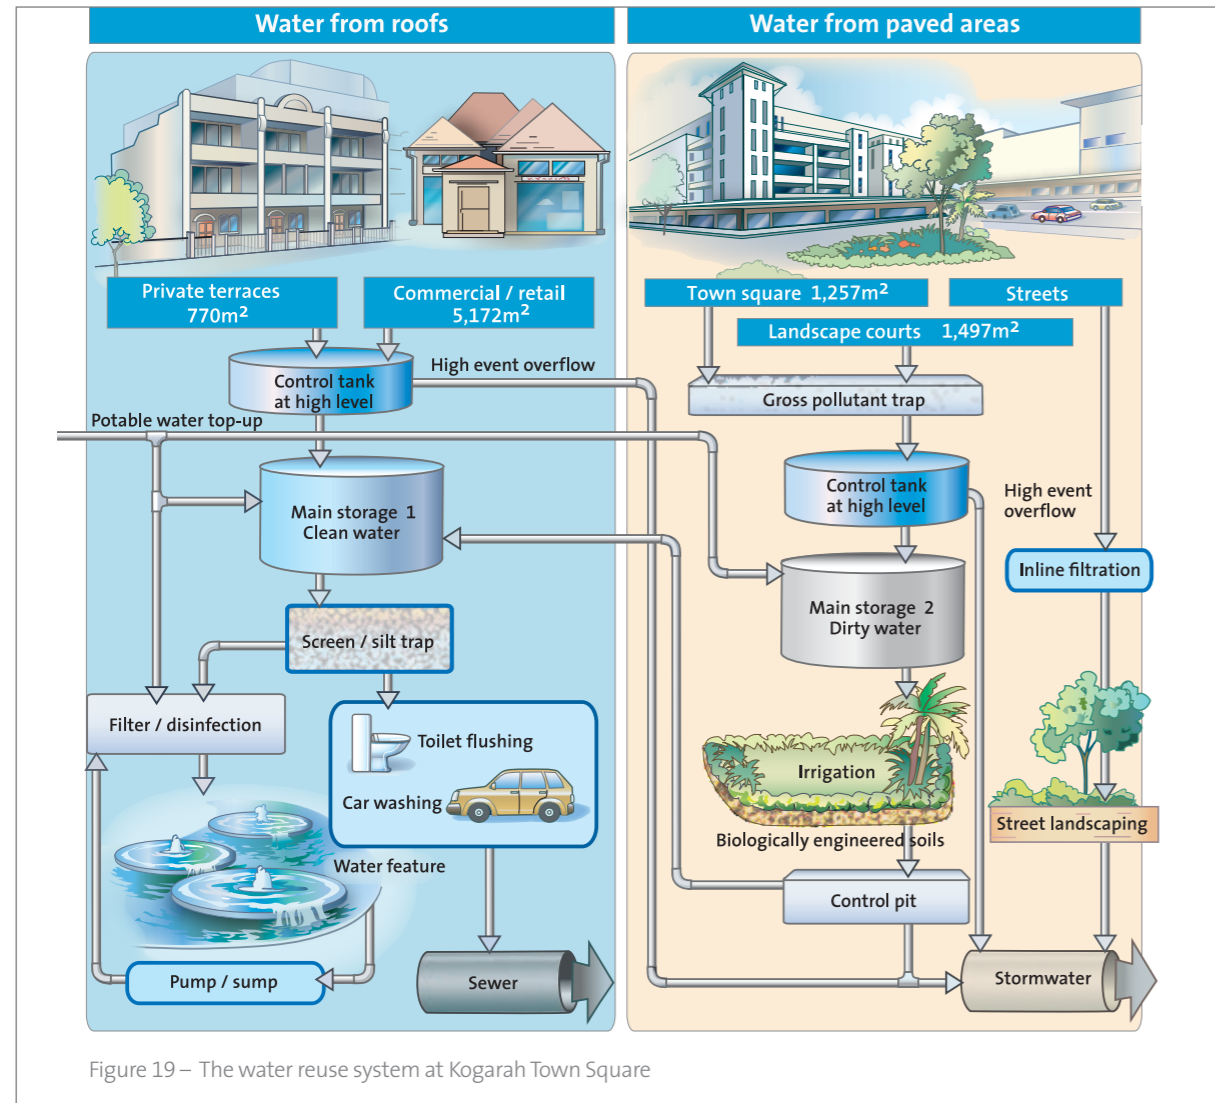 Water from roofs
Water from paved areas
Private terraces
770m²
Commercial / retail
5,172m²
Town square 1,257m²
Streets
Landscape courts 1,497m²
Control tank
at high level
High event overflow
Gross pollutant trap
Potable water top-up
Main storage 1
Clean water
Control tank
at high level
High event
overflow
Inline filtration
Main storage 2
Dirty water
Screen / silt trap
Filter / disinfection
Toilet flushing
Car washing
Irrigation
Biologically engineered soils
Street landscaping
Water feature
Control pit
Pump / sump
Sewer
Stormwater
Figure 19 – The water reuse system at Kogarah Town Square